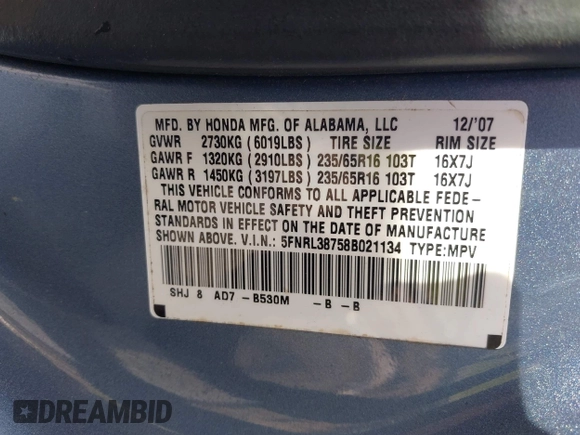 MFD. BY HONDA MFG. OF ALABAMA, LLC 12/'07
GVWR 2730KG (6019LBS) TIRE SIZE RIM SIZE
GAWR F 1320KG (2910LBS) 235/65R16 103T 16X7J
GAWR R 1450KG (3197LBS) 235/65R16 103T 16X7J
THIS VEHICLE CONFORMS TO ALL APPLICABLE FEDE-
RAL MOTOR VEHICLE SAFETY AND THEFT PREVENTION
STANDARDS IN EFFECT ON THE DATE OF MANUFACTURE
SHOWN ABOVE. V.I.N.: 5FNRL38758B021134 TYPE:MPV
SHJ 8 AD7 -B530M -B -B
DREAMBID